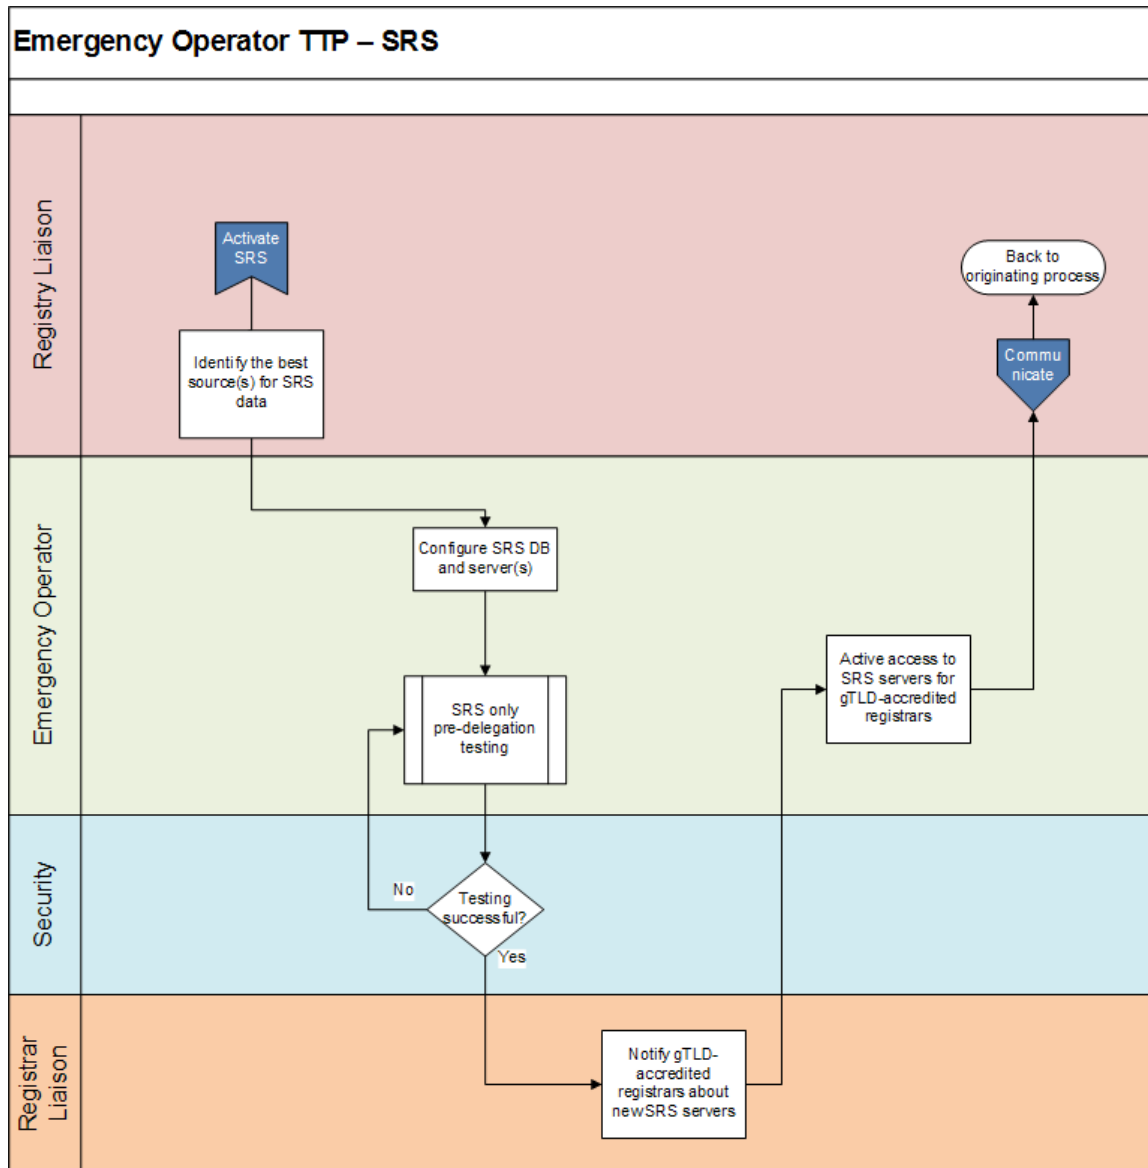 Emergency Operator TTP – SRS
Registry Liaison
Activate
SRS
Identify the best
source(s) for SRS
data
Back to
originating process
Commu
nicate
Emergency Operator
Configure SRS DB
and server(s)
SRS only
pre-delegation
testing
Active access to
SRS servers for
gTLD-accredited
registrars
Security
No
Testing
successful?
Yes
Registrar
Liaison
Notify gTLD-
accredited
registrars about
new SRS servers